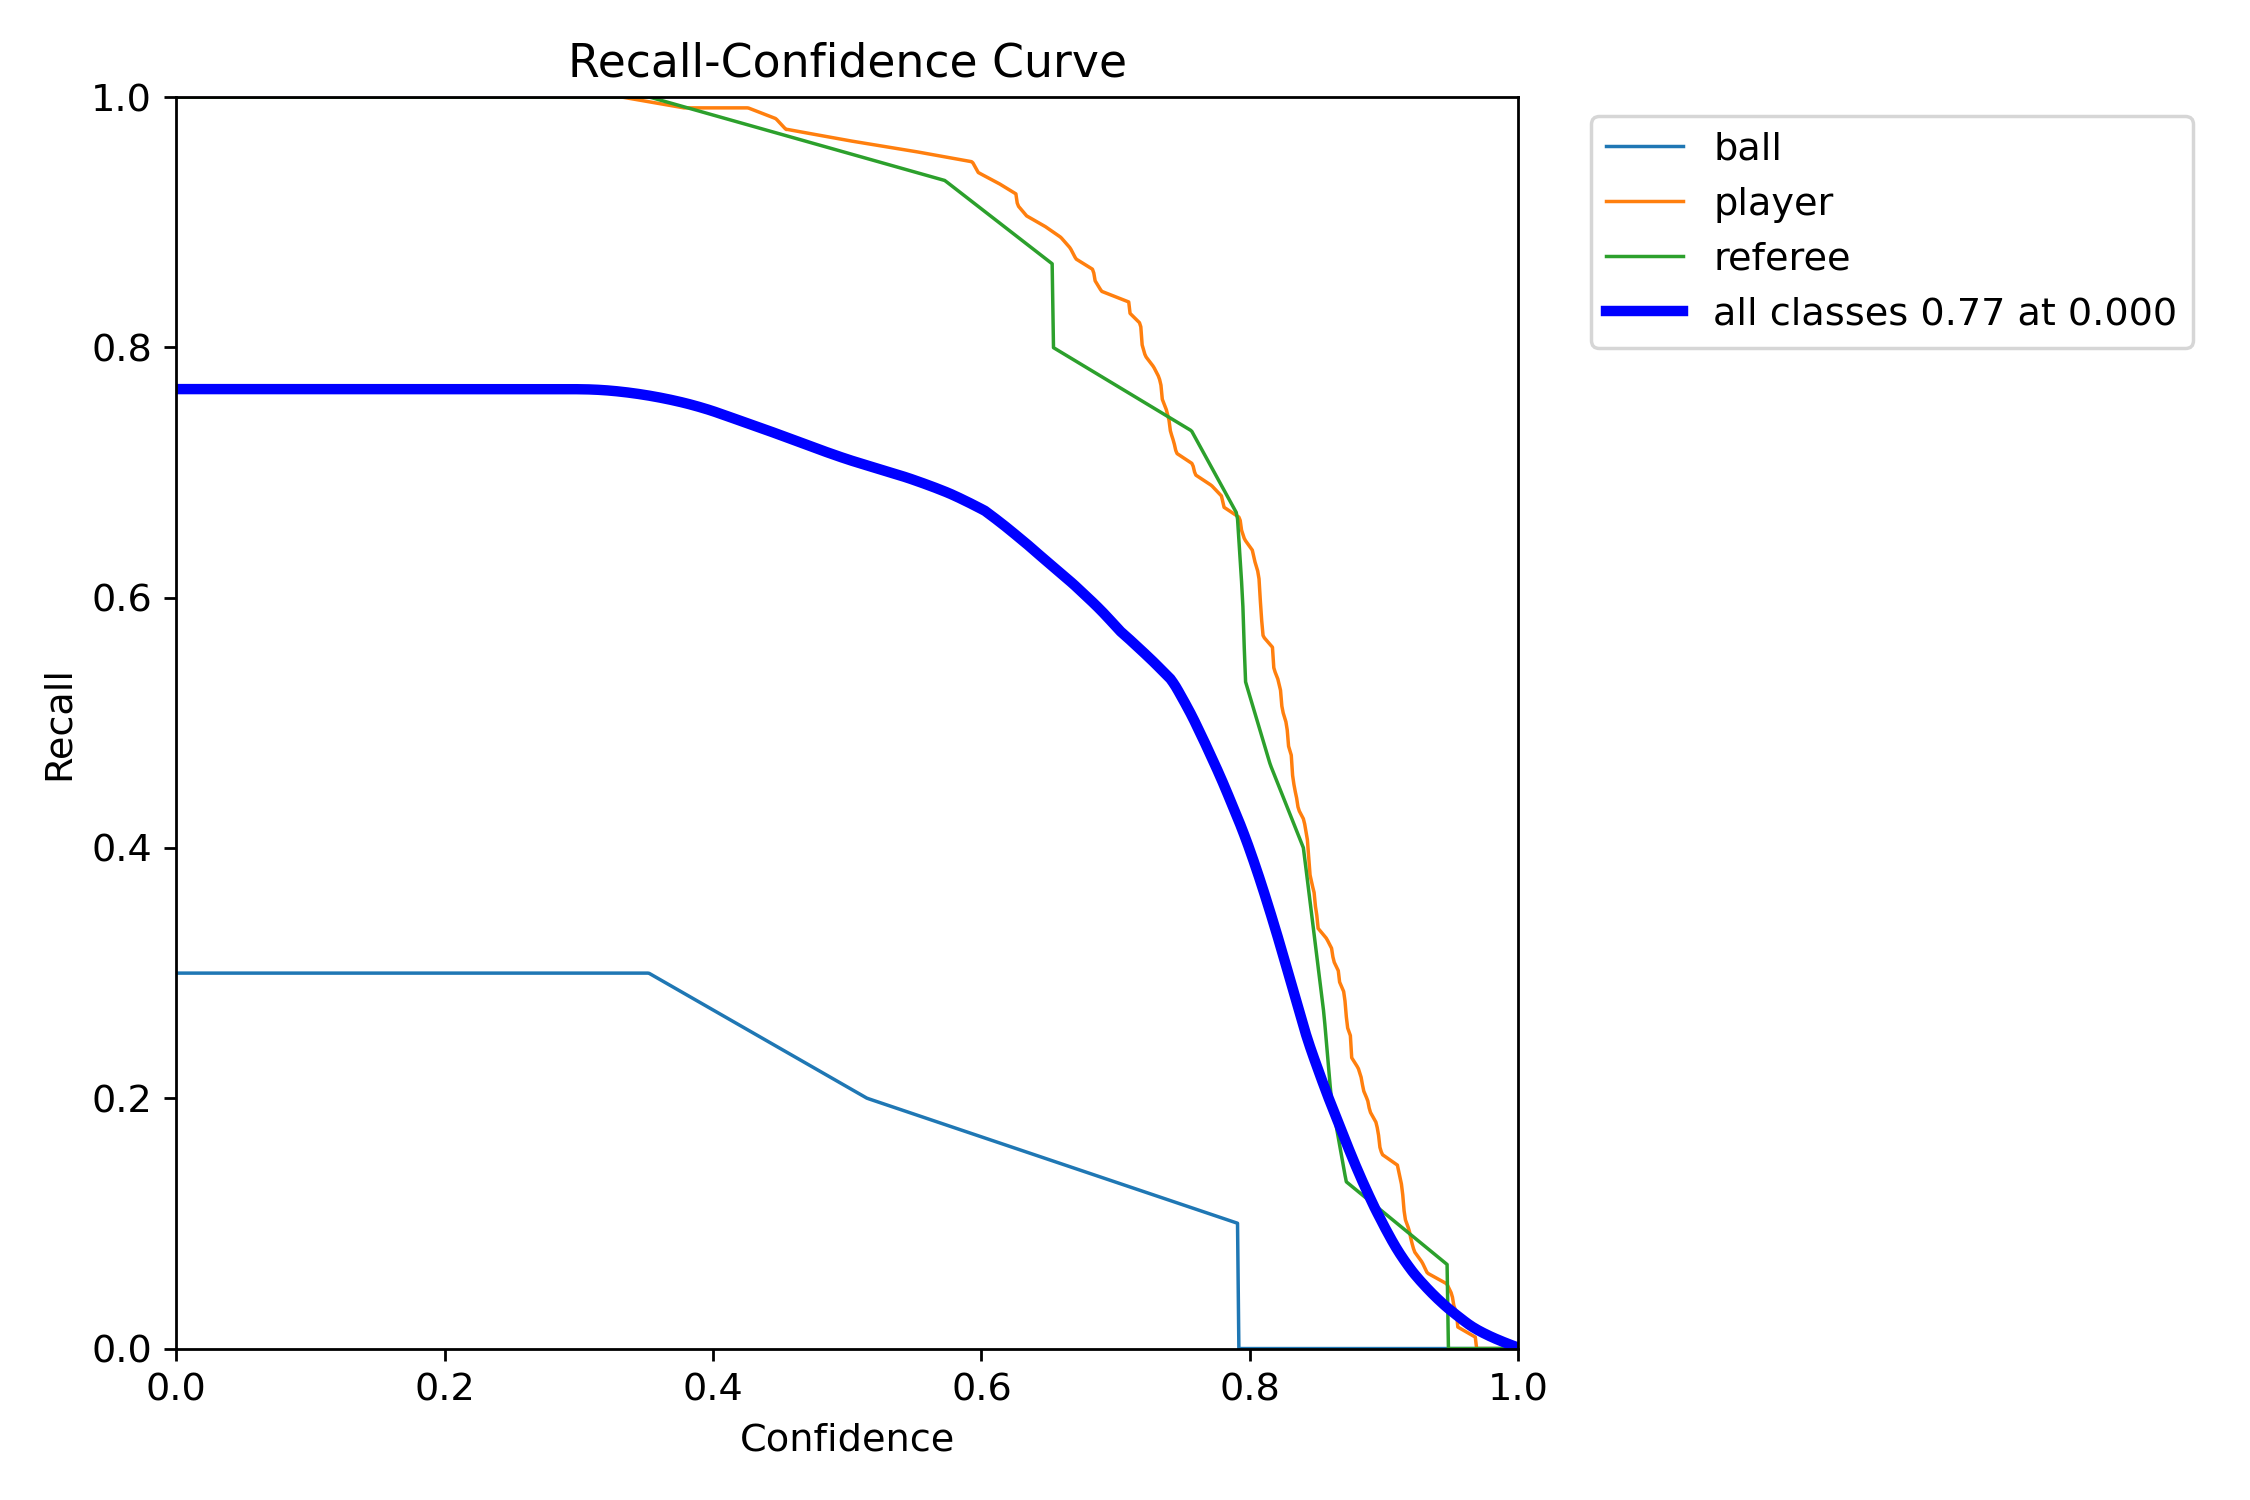 Recall-Confidence Curve
1.0
0.8
0.6
0.4
0.2
0.0
Recall
0.0 0.2 0.4 0.6 0.8 1.0
Confidence
ball
player
referee
all classes 0.77 at 0.000